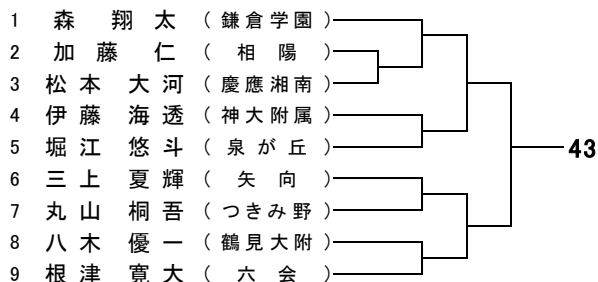 1 森 翔太 (鎌倉学園)
2 加藤 仁 (相陽)
3 松本 大河 (慶應湘南)
4 伊藤 海透 (神大附属)
5 堀江 悠斗 (泉が丘)
43
6 三上 夏輝 (矢向)
7 丸山 桐吾 (つきみ野)
8 八木 優一 (鶴見大附)
9 根津 寛大 (六会)